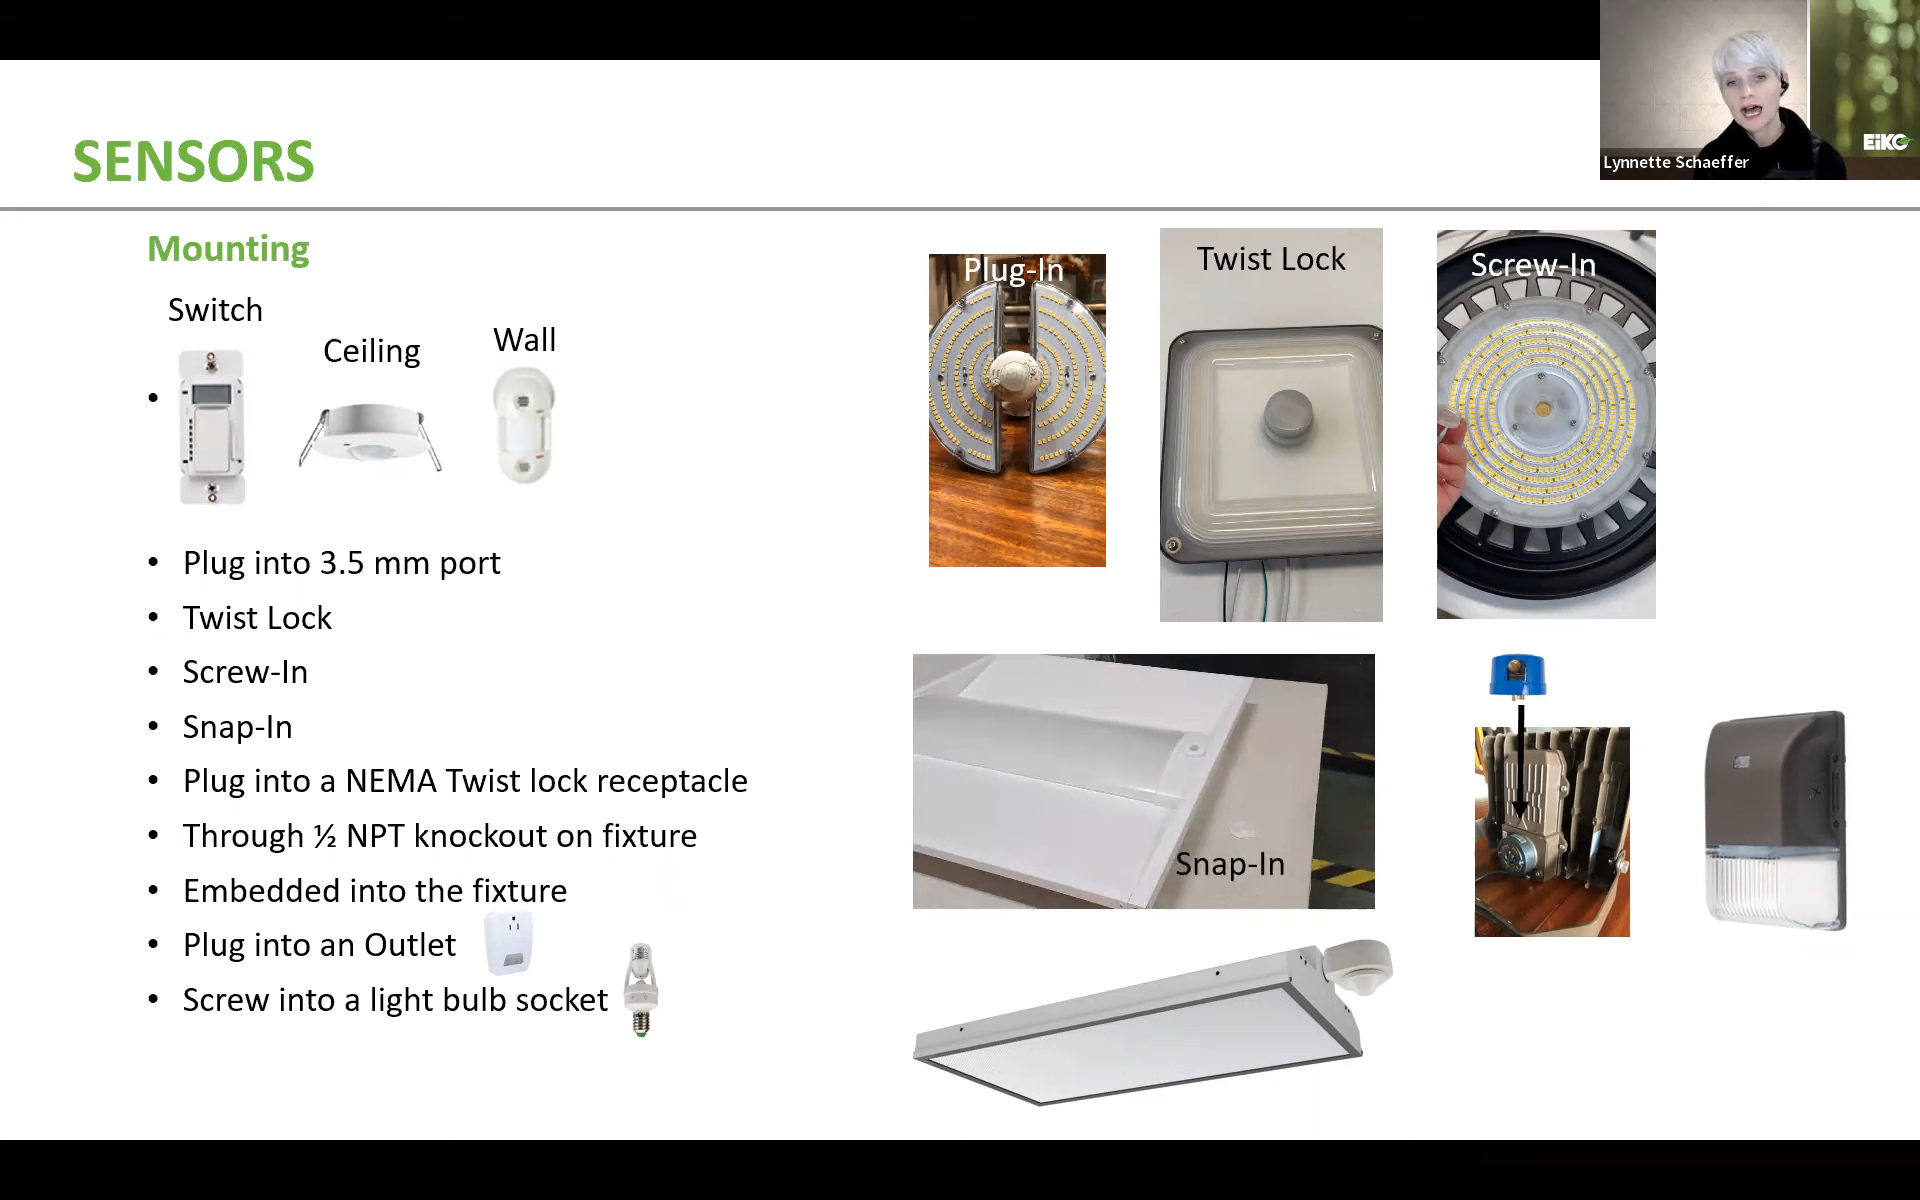 SENSORS
EiKO
Lynnette Schaeffer
Mounting
Switch
Ceiling
Wall
• Plug into 3.5 mm port
• Twist Lock
• Screw-In
• Snap-In
• Plug into a NEMA Twist lock receptacle
• Through ½ NPT knockout on fixture
• Embedded into the fixture
• Plug into an Outlet
• Screw into a light bulb socket
Plug-In
Twist Lock
Screw-In
Snap-In